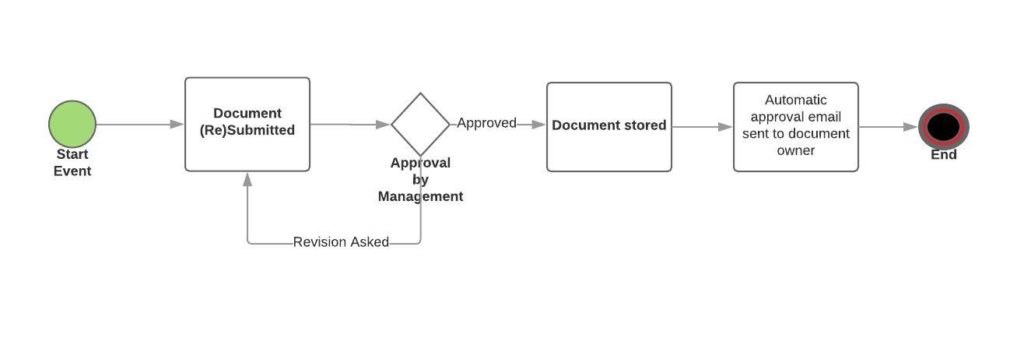 Start
Event
Document
(Re)Submitted
Approval
by
Management
Approved
Revision Asked
Document stored
Automatic
approval email
sent to document
owner
End